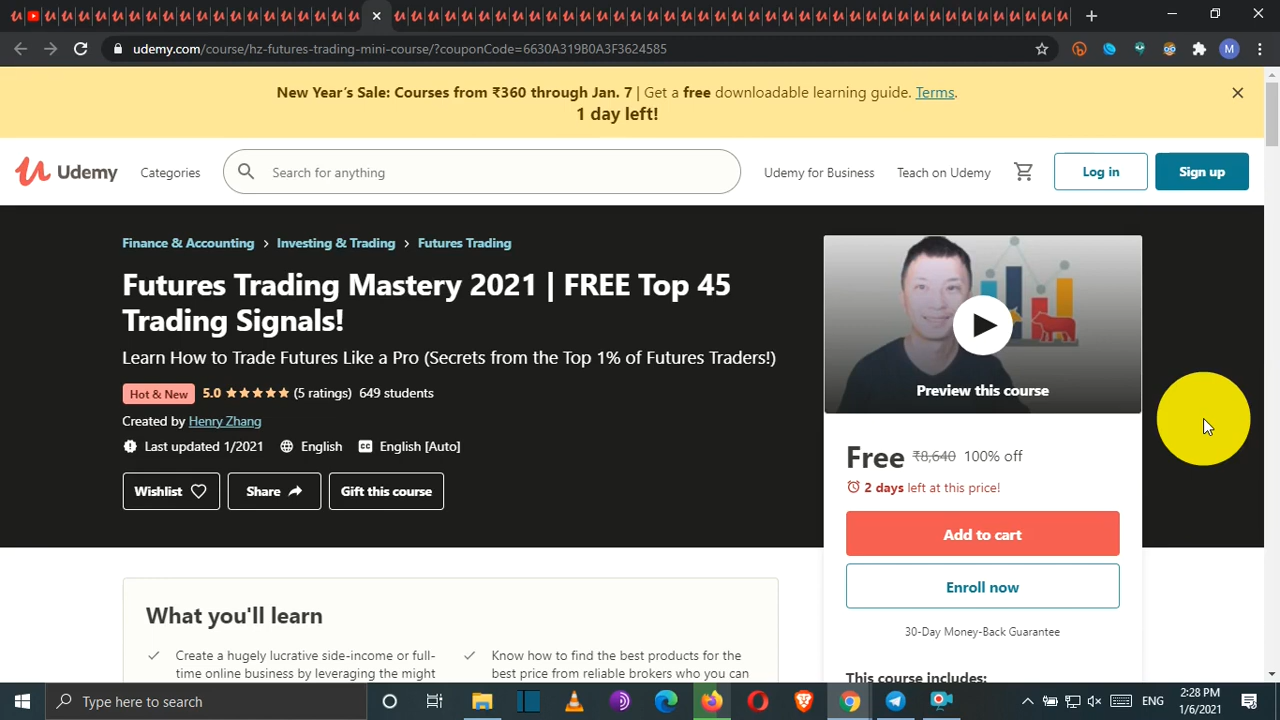 udemy.com/course/hz-futures-trading-mini-course/?couponCode=6630A319B0A3F3624585
M
New Year's Sale: Courses from ₹360 through Jan. 7 | Get a free downloadable learning guide. Terms.
1 day left!
Udemy
Categories
Search for anything
Udemy for Business
Teach on Udemy
Log in
Sign up
Finance & Accounting > Investing & Trading > Futures Trading
Futures Trading Mastery 2021 | FREE Top 45
Trading Signals!
Learn How to Trade Futures Like a Pro (Secrets from the Top 1% of Futures Traders!)
Hot & New 5.0 (5 ratings) 649 students
Created by Henry Zhang
Last updated 1/2021 English English [Auto]
Wishlist Share Gift this course
Preview this course
Free ₹8,640 100% off
2 days left at this price!
Add to cart
Enroll now
30-Day Money-Back Guarantee
This course includes:
What you'll learn
Create a hugely lucrative side-income or full-
time online business by leveraging the might
Know how to find the best products for the
best price from reliable brokers who you can
Type here to search
ENG
2:28 PM
1/6/2021